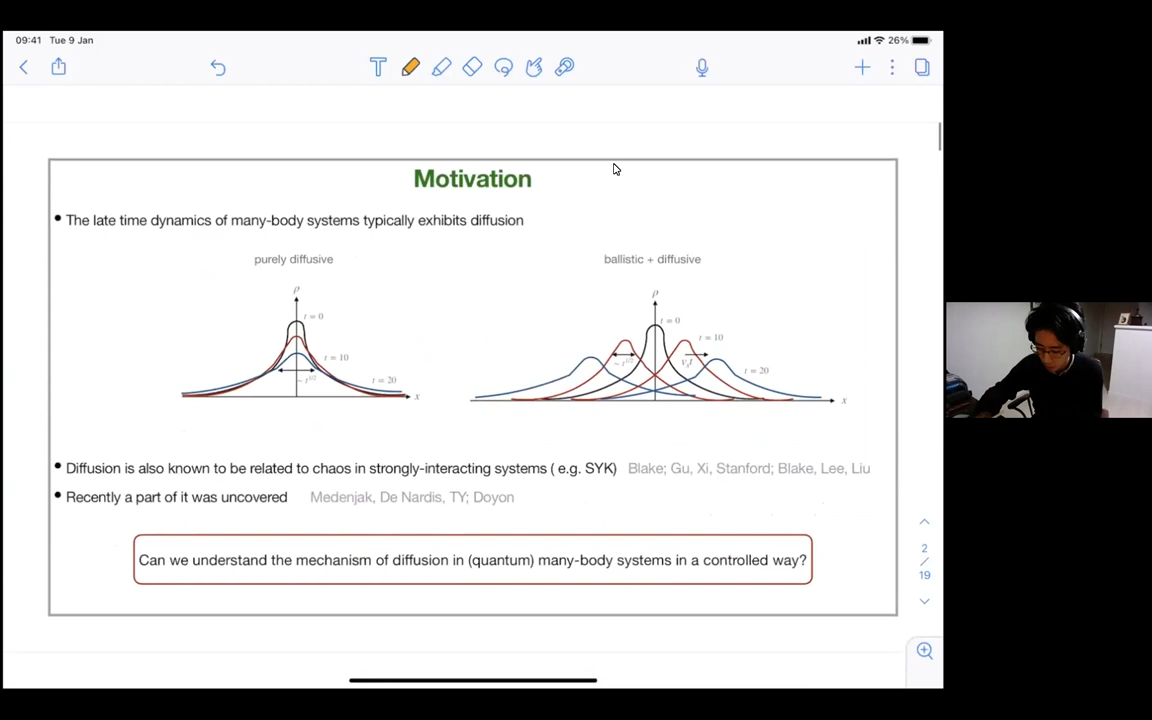 09:41 Tue 9 Jan
26%
Motivation
• The late time dynamics of many-body systems typically exhibits diffusion
purely diffusive
ballistic + diffusive
ρ
t = 0
t = 10
~ t^{1/2}
t = 20
x
ρ
t = 0
t = 10
~ t^{1/2}
t = 20
x
• Diffusion is also known to be related to chaos in strongly-interacting systems ( e.g. SYK) Blake; Gu, Xi, Stanford; Blake, Lee, Liu
• Recently a part of it was uncovered Medenjak, De Nardis, TY; Doyon
Can we understand the mechanism of diffusion in (quantum) many-body systems in a controlled way?
2
/
19